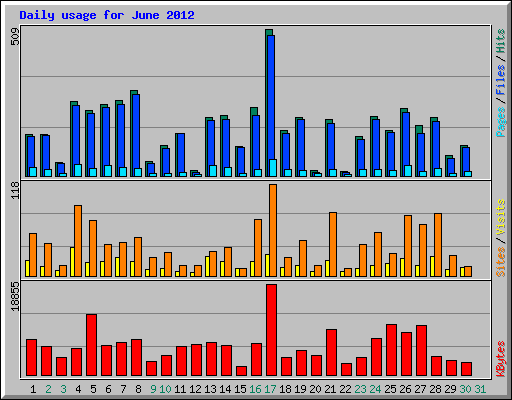 Daily usage for June 2012
509
Pages / Files / Hits
118
Sites / Visits
18855
KBytes
1 2 3 4 5 6 7 8 9 10 11 12 13 14 15 16 17 18 19 20 21 22 23 24 25 26 27 28 29 30 31